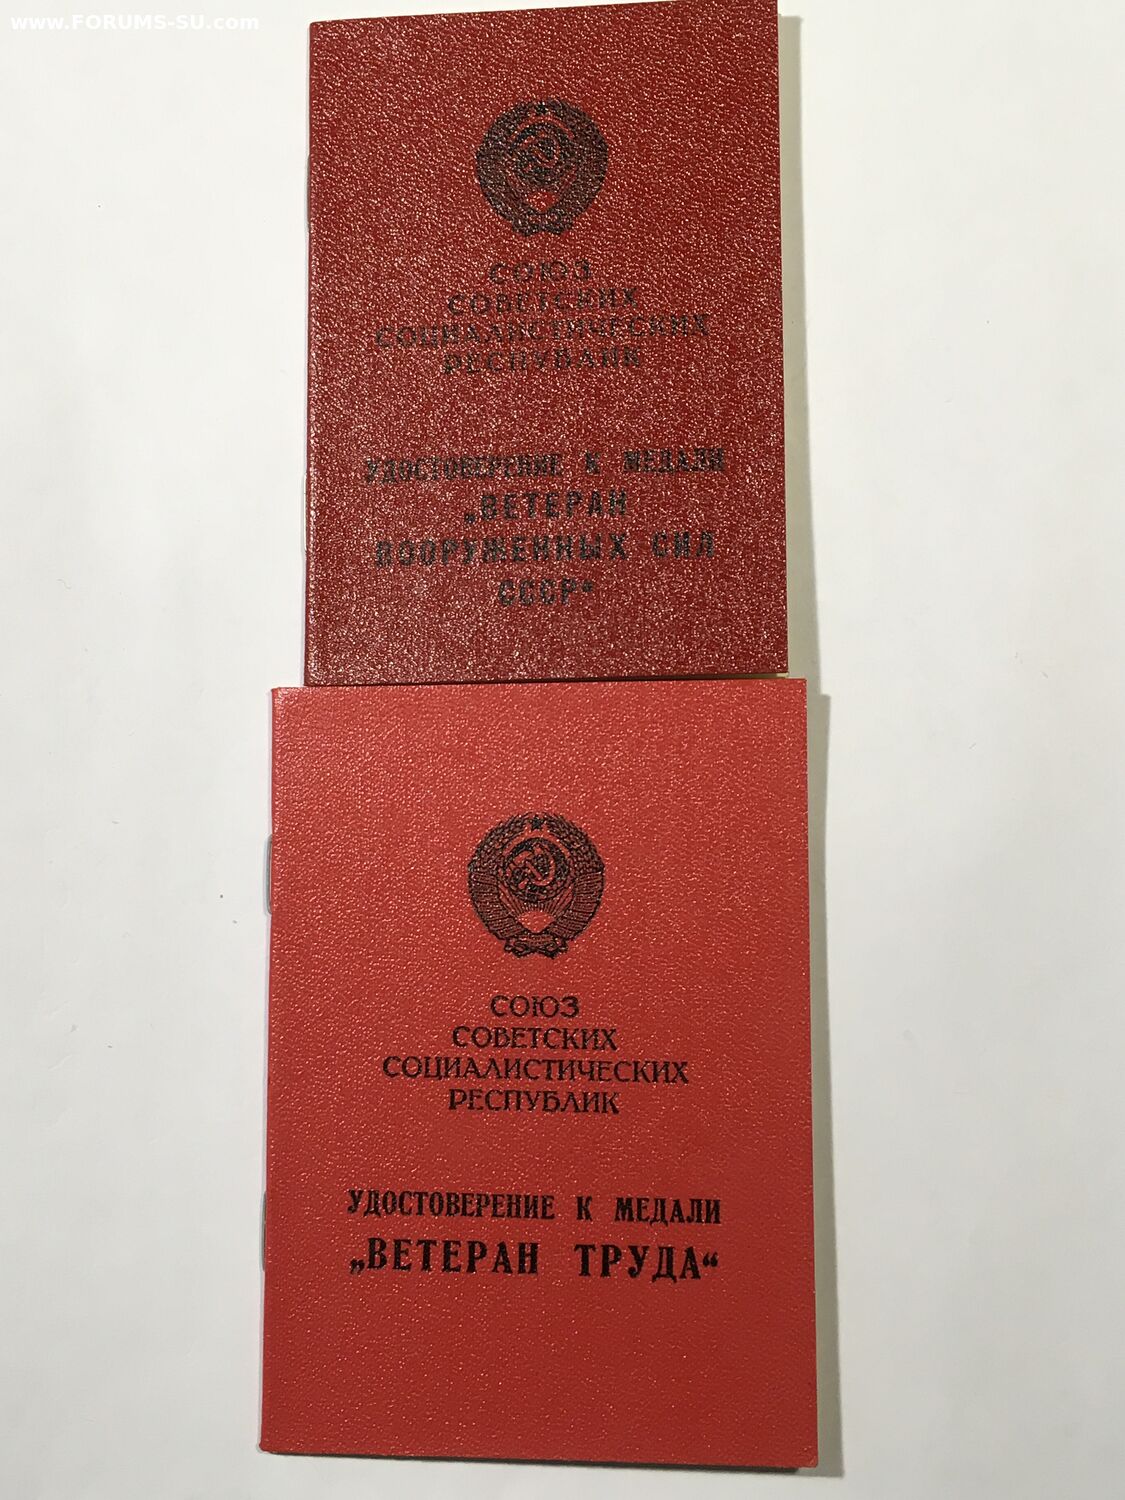 www.FORUMS-SU.com
СОЮЗ
СОВЕТСКИХ
СОЦИАЛИСТИЧЕСКИХ
РЕСПУБЛИК
УДОСТОВЕРЕНИЕ К МЕДАЛИ
„ВЕТЕРАН
ВООРУЖЕННЫХ СИЛ
СССР“
СОЮЗ
СОВЕТСКИХ
СОЦИАЛИСТИЧЕСКИХ
РЕСПУБЛИК
УДОСТОВЕРЕНИЕ К МЕДАЛИ
„ВЕТЕРАН ТРУДА“